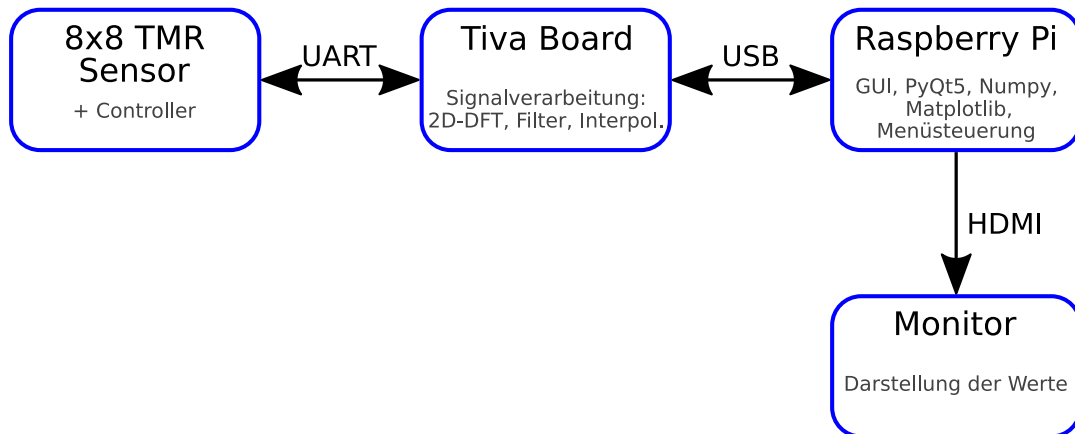 8x8 TMR
Sensor
+ Controller
UART
Tiva Board
Signalverarbeitung:
2D-DFT, Filter, Interpol.
USB
Raspberry Pi
GUI, PyQt5, Numpy,
Matplotlib,
Menüsteuerung
HDMI
Monitor
Darstellung der Werte